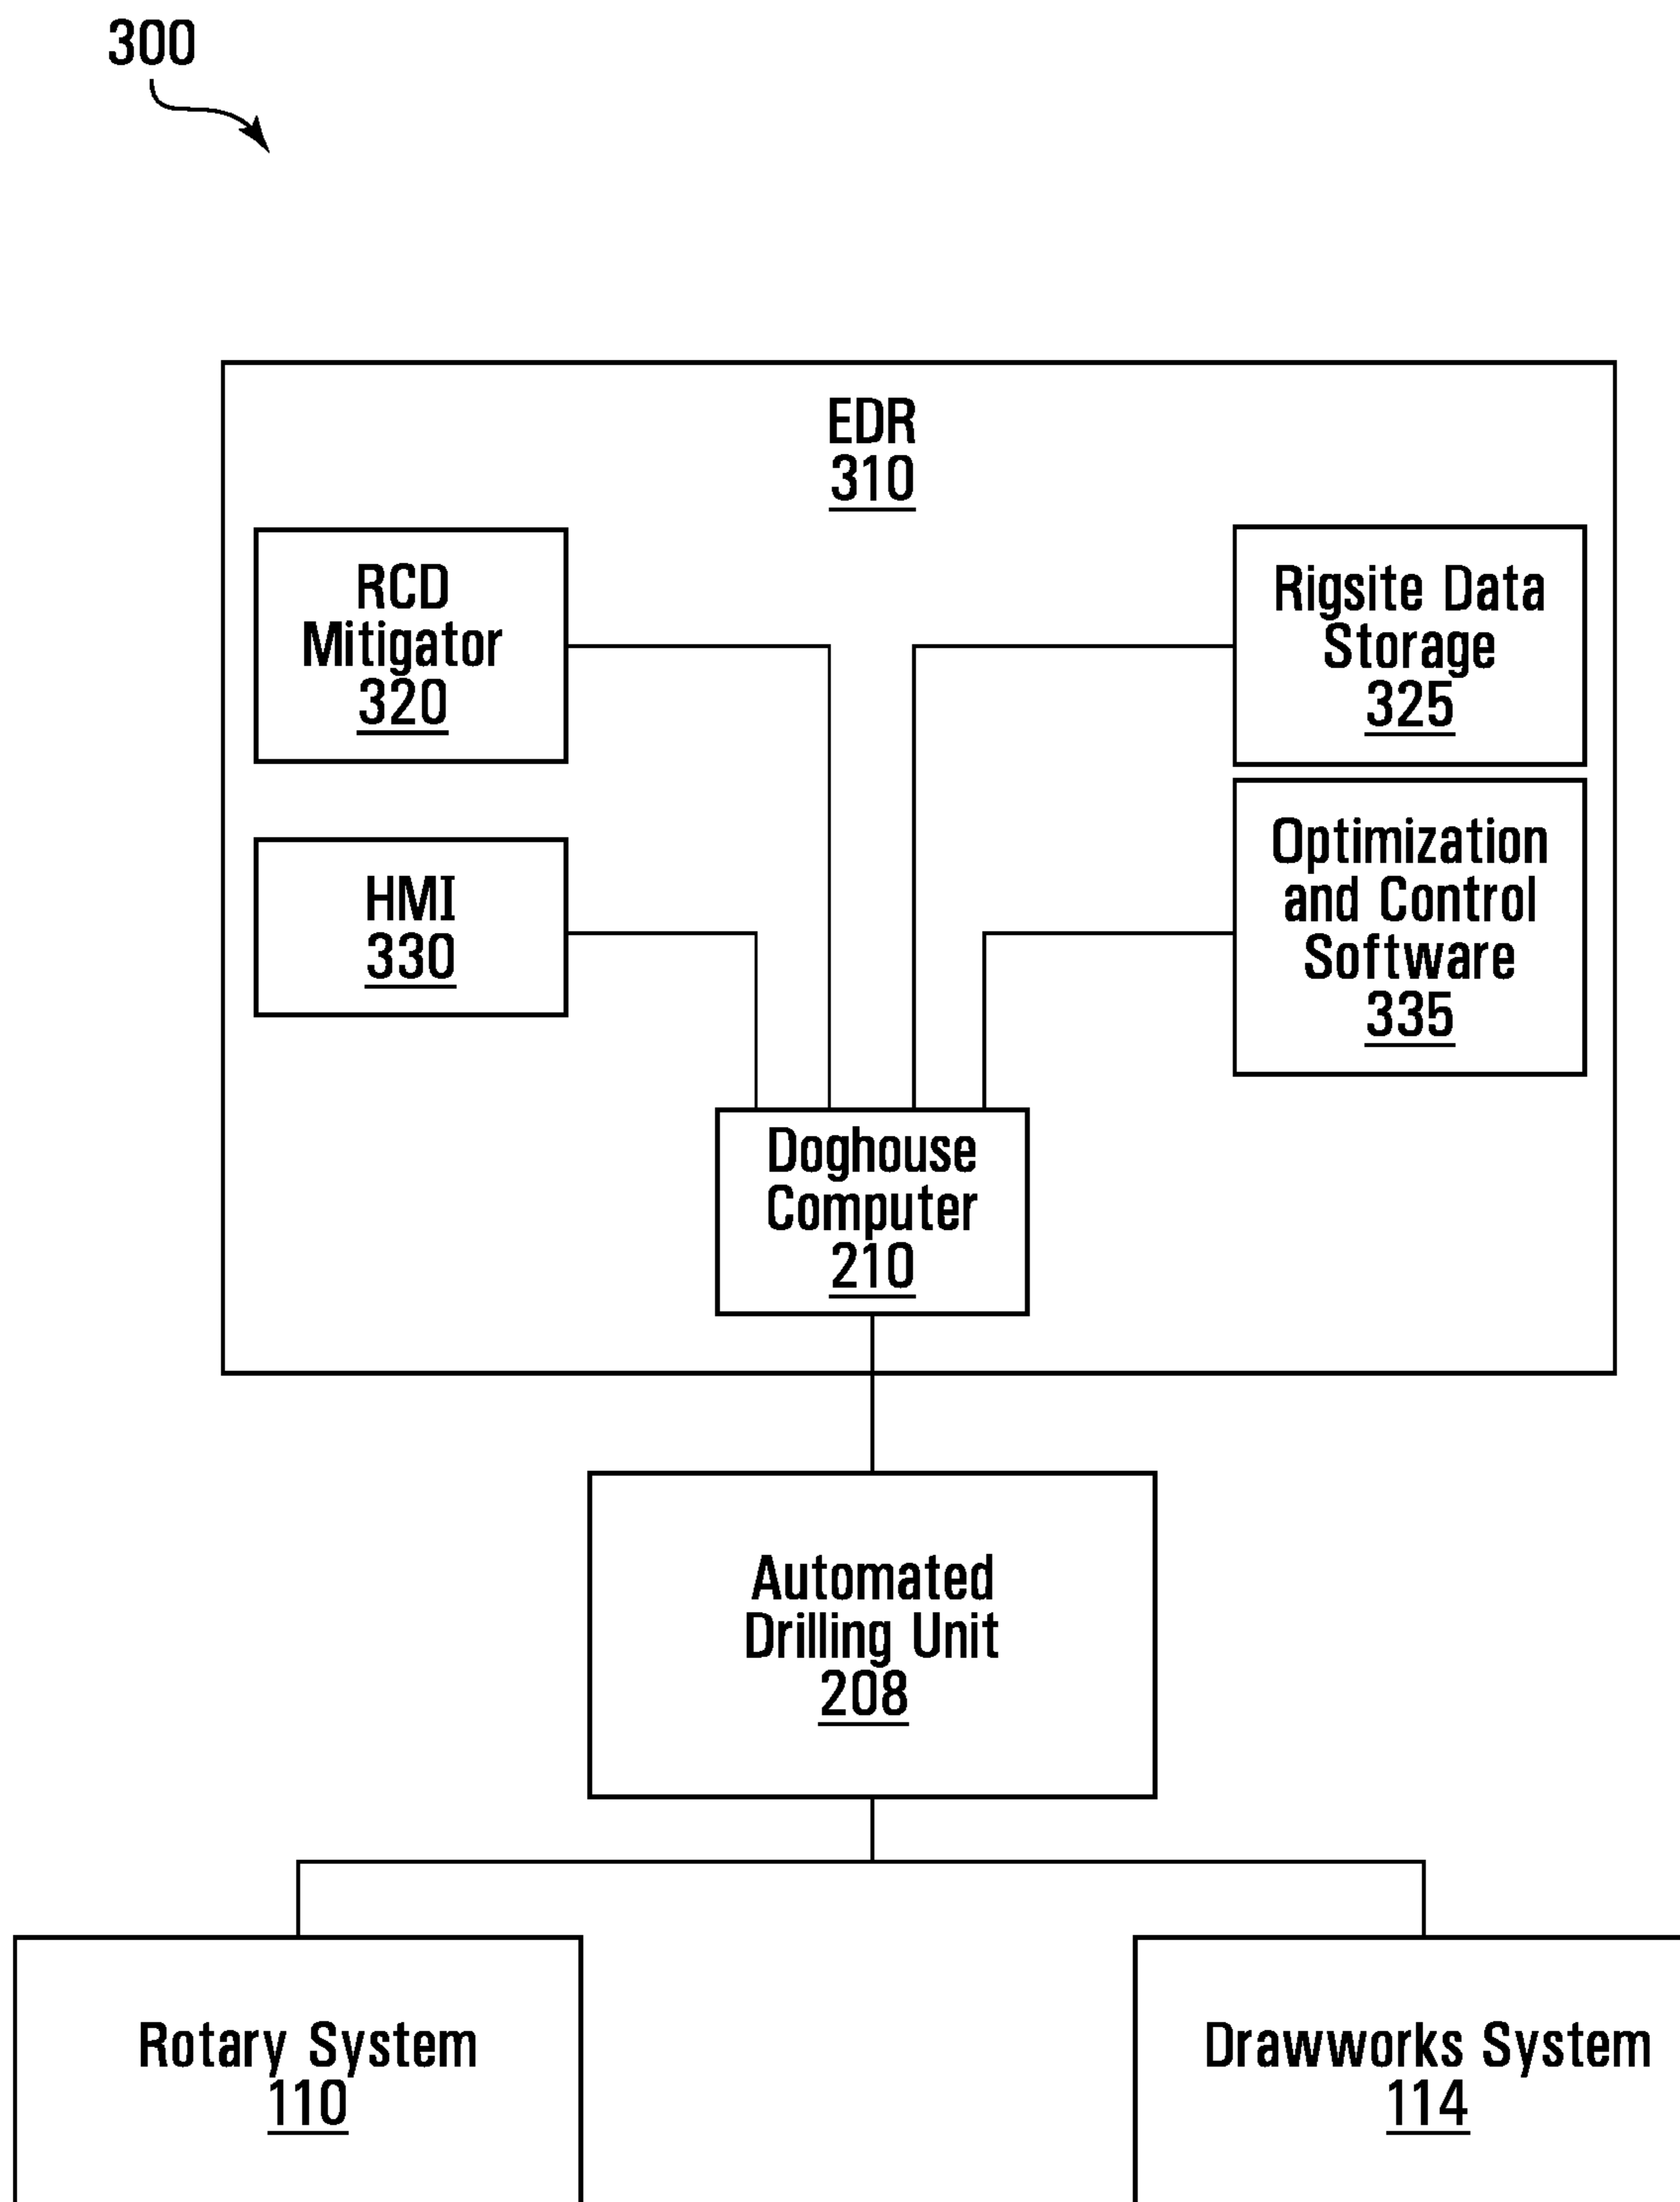 300
EDR
310
RCD
Mitigator
320
Rigsite Data
Storage
325
HMI
330
Optimization
and Control
Software
335
Doghouse
Computer
210
Automated
Drilling Unit
208
Rotary System
110
Drawworks System
114